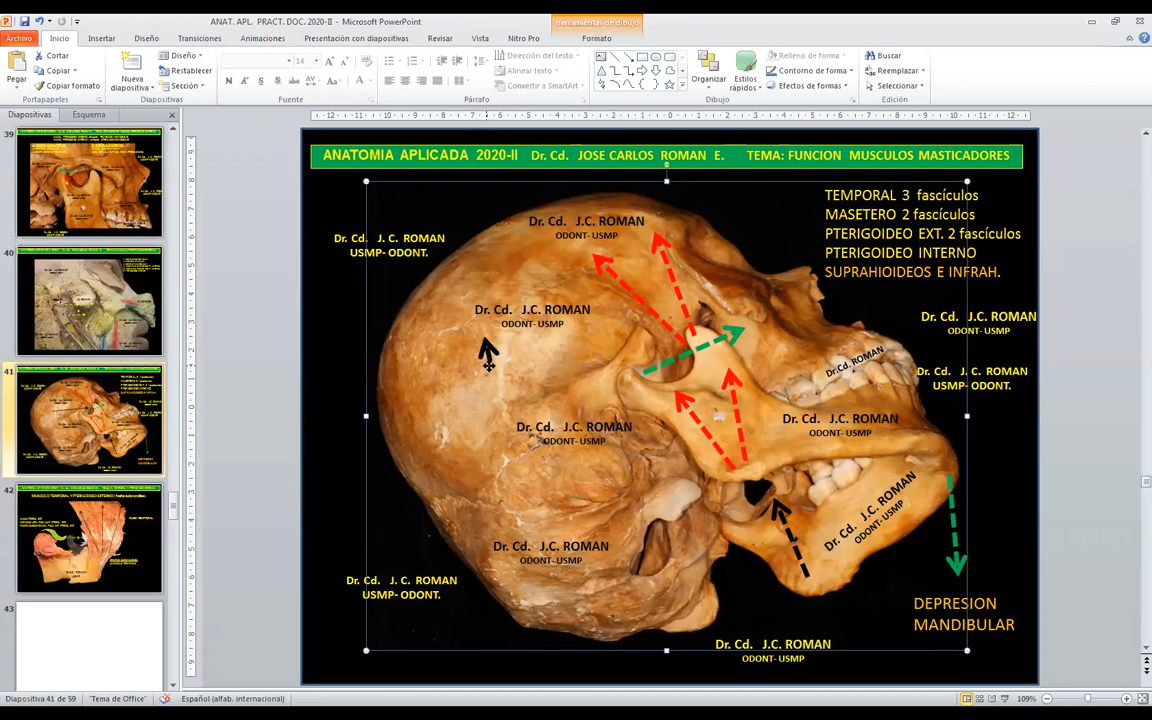 ANAT. APL. PRACT. DOC. 2020-II - Microsoft PowerPoint
Herramientas de dibujo
Archivo
Inicio
Insertar
Diseño
Transiciones
Animaciones
Presentación con diapositivas
Revisar
Vista
Nitro Pro
Formato
Pegar
Cortar
Copiar
Copiar formato
Portapapeles
Nueva
diapositiva
Diseño
Restablecer
Sección
Diapositivas
14
Fuente
Dirección del texto
Alinear texto
Convertir a SmartArt
Párrafo
Organizar
Estilos
rápidos
Relleno de forma
Contorno de forma
Efectos de formas
Dibujo
Buscar
Reemplazar
Seleccionar
Edición
Diapositivas
Esquema
39
40
41
42
43
ANATOMIA APLICADA 2020-II Dr. Cd. JOSE CARLOS ROMAN E. TEMA: FUNCION MUSCULOS MASTICADORES
TEMPORAL 3 fascículos
MASETERO 2 fascículos
PTERIGOIDEO EXT. 2 fascículos
PTERIGOIDEO INTERNO
SUPRAHIOIDEOS E INFRAH.
Dr. Cd. J.C. ROMAN
ODONT- USMP
Dr. Cd. J. C. ROMAN
USMP- ODONT.
Dr. Cd. J.C. ROMAN
ODONT- USMP
Dr. Cd. J.C. ROMAN
ODONT- USMP
Dr.Cd J.C. ROMAN
Dr. Cd. J.C. ROMAN
USMP- ODONT.
Dr. Cd. J.C. ROMAN
ODONT- USMP
Dr. Cd. J.C. ROMAN
ODONT- USMP
Dr. Cd. J.C. ROMAN
ODONT- USMP
Dr. Cd. J.C. ROMAN
ODONT- USMP
Dr. Cd. J. C. ROMAN
USMP- ODONT.
DEPRESION
MANDIBULAR
Dr. Cd. J.C. ROMAN
ODONT- USMP
Diapositiva 41 de 59
"Tema de Office"
Español (alfab. internacional)
109%